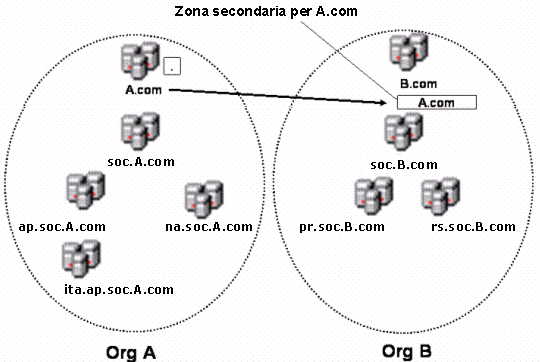 Zona secondaria per A.com
.
A.com
B.com
A.com
soc.A.com
soc.B.com
ap.soc.A.com
na.soc.A.com
pr.soc.B.com
rs.soc.B.com
ita.ap.soc.A.com
Org A
Org B